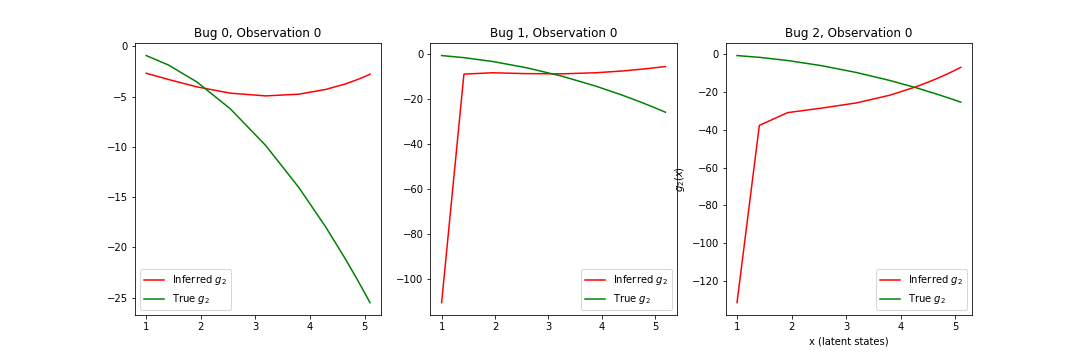 Bug 0, Observation 0
0
−5
−10
−15
−20
−25
1 2 3 4 5
Inferred g₂
True g₂
Bug 1, Observation 0
0
−20
−40
−60
−80
−100
1 2 3 4 5
Inferred g₂
True g₂
Bug 2, Observation 0
g₂(x)
0
−20
−40
−60
−80
−100
−120
1 2 3 4 5
x (latent states)
Inferred g₂
True g₂